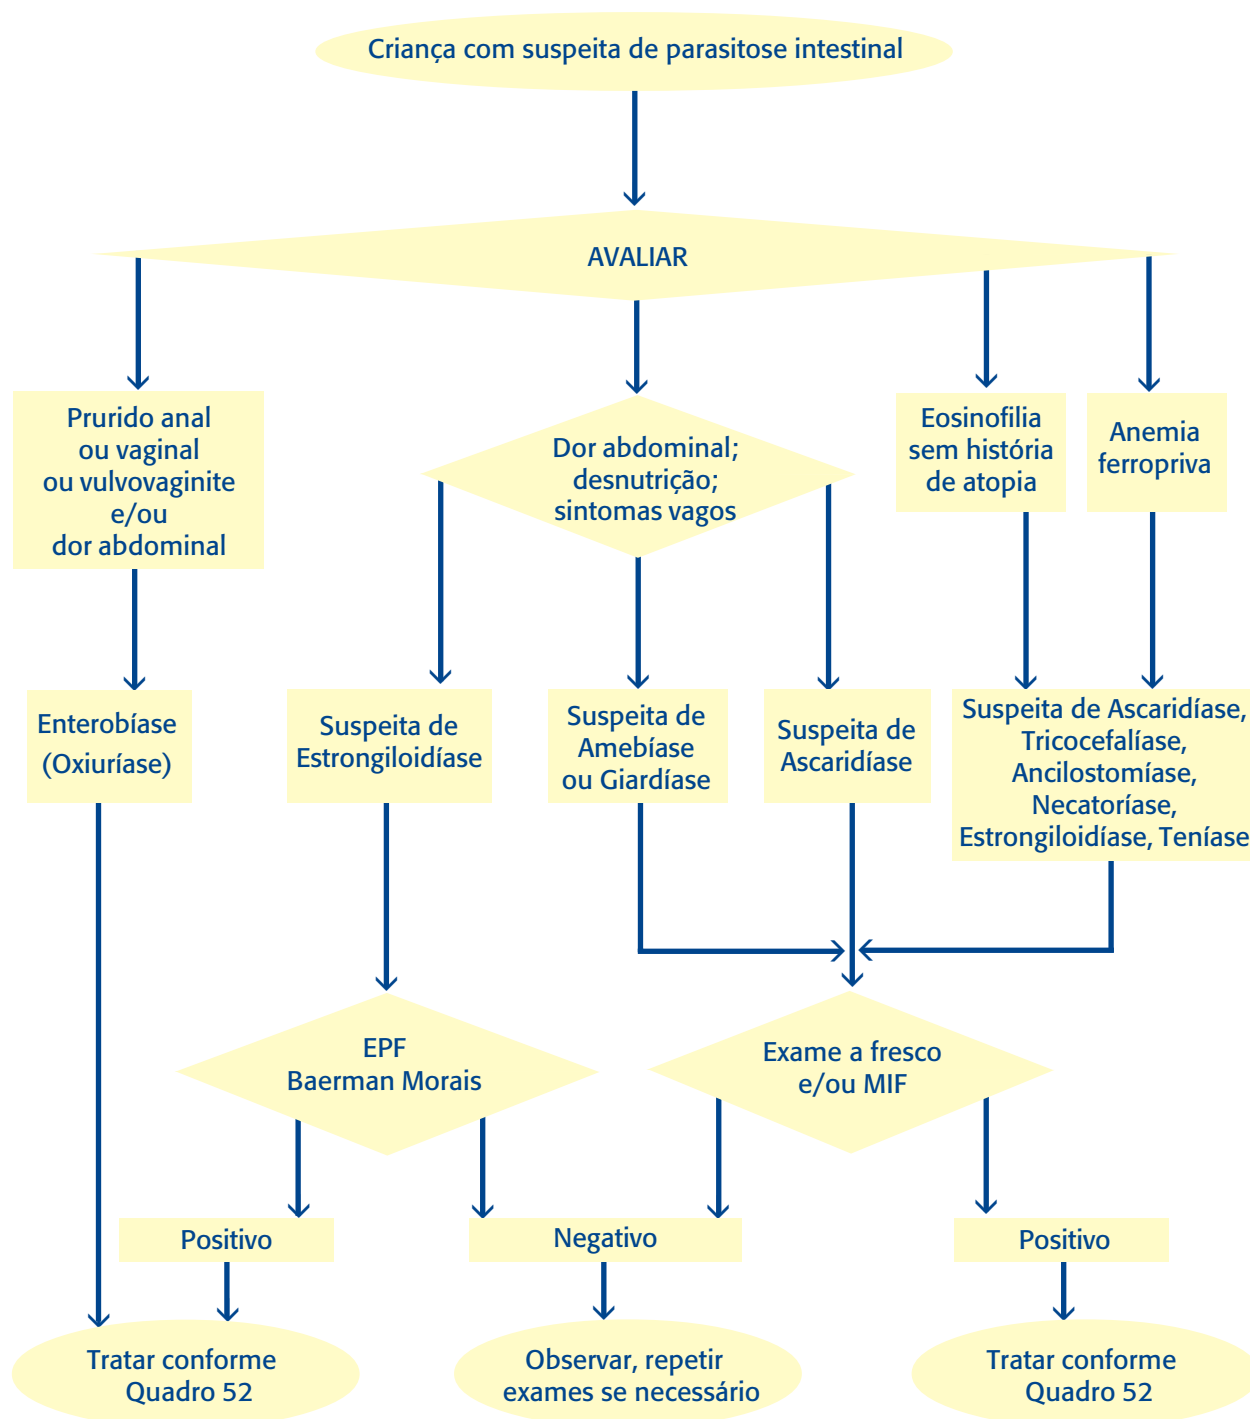 Criança com suspeita de parasitose intestinal
AVALIAR
Prurido anal
ou vaginal
ou vulvovaginite
e/ou
dor abdominal
Dor abdominal;
desnutrição;
sintomas vagos
Eosinofilia
sem história
de atopia
Anemia
ferropriva
Enterobíase
(Oxiuríase)
Suspeita de
Estrongiloidíase
Suspeita de
Amebíase
ou Giardíase
Suspeita de
Ascaridíase
Suspeita de Ascaridíase,
Tricocefalíase,
Ancilostomíase,
Necatoríase,
Estrongiloidíase, Teníase
EPF
Baerman Morais
Exame a fresco
e/ou MIF
Positivo
Negativo
Positivo
Tratar conforme
Quadro 52
Observar, repetir
exames se necessário
Tratar conforme
Quadro 52